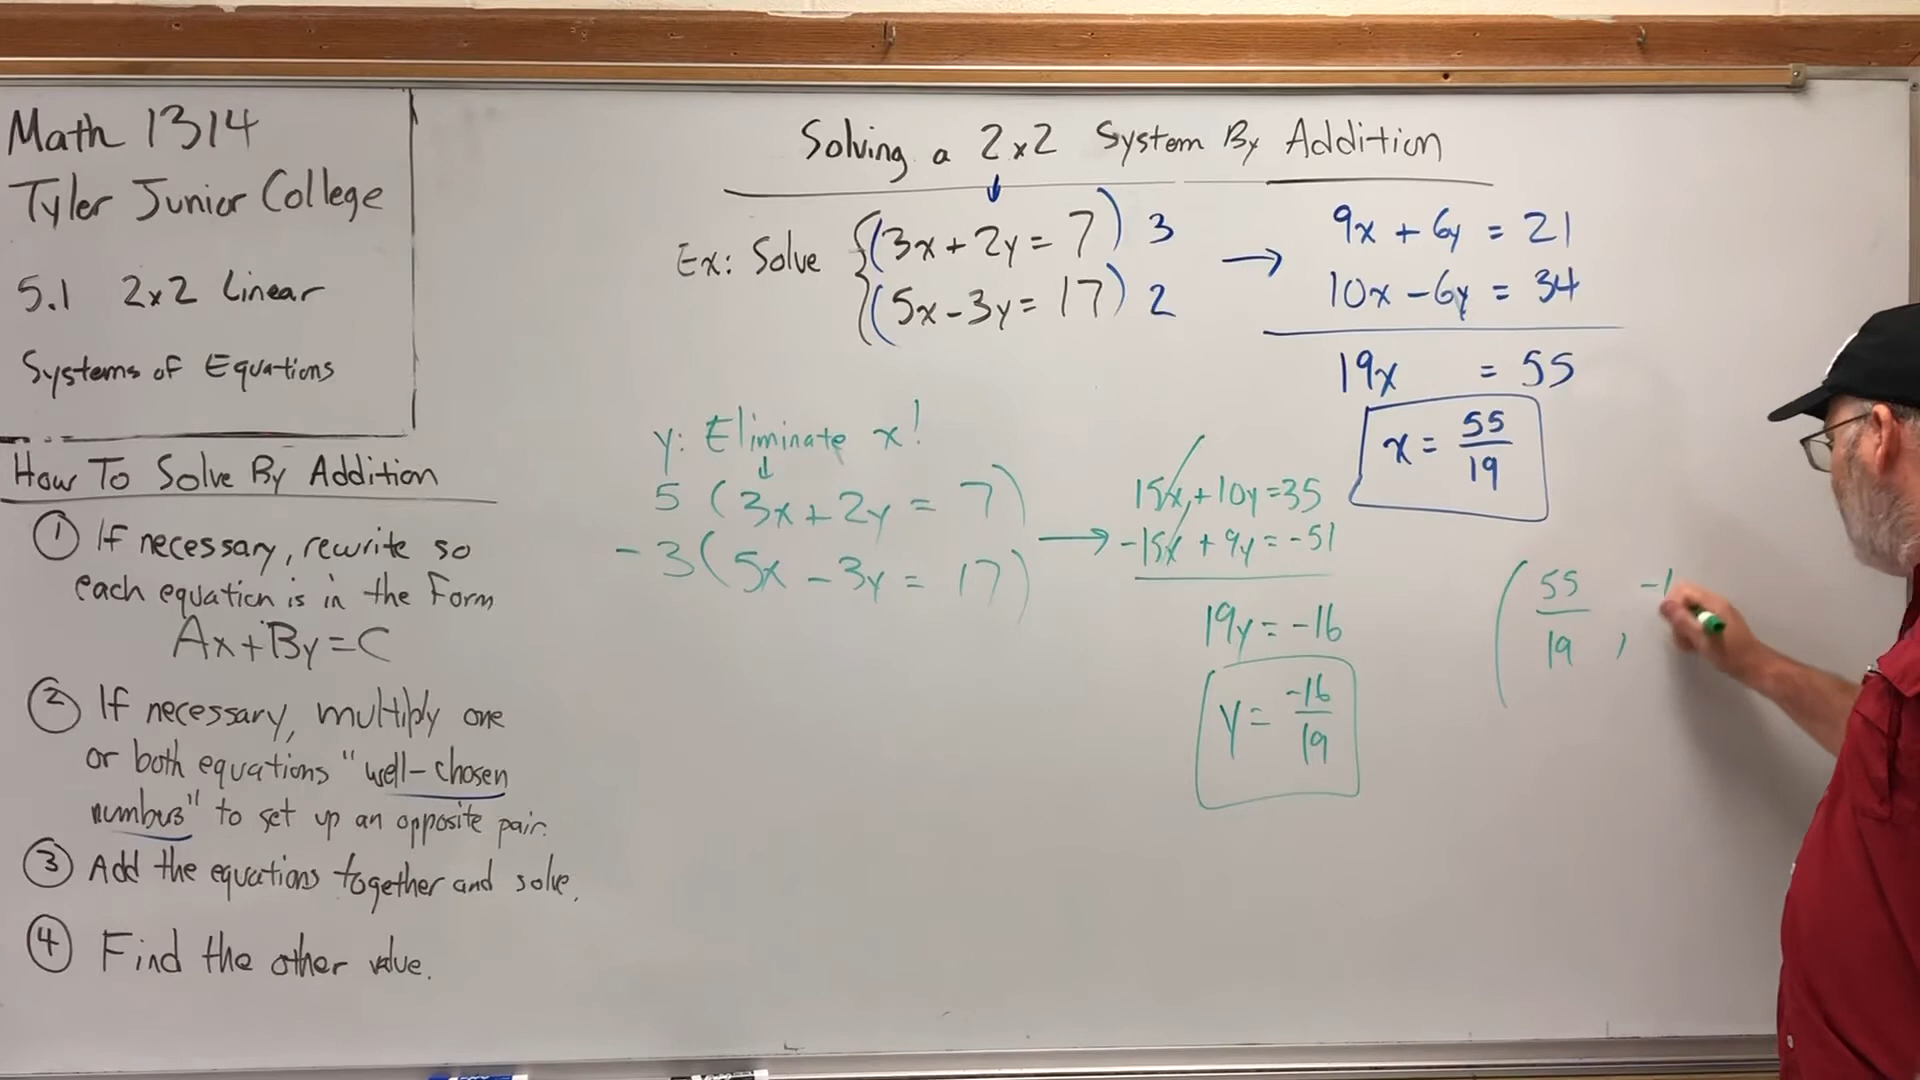 Math 1314
Tyler Junior College
5.1 2x2 Linear
Systems of Equations
How To Solve By Addition
① If necessary, rewrite so
each equation is in the Form
Ax+By=C
② If necessary, multiply one
or both equations "well-chosen
numbers" to set up an opposite pair.
③ Add the equations together and solve.
④ Find the other value.
Solving a 2x2 System By Addition
Ex: Solve {(3x+2y=7) 3
(5x-3y=17) 2
→ 9x+6y=21
10x-6y=34
19x =55
x=55/19
y: Eliminate x!
↓
5(3x+2y=7)
-3(5x-3y=17)
→ 15x+10y=35
-15x+9y=-51
19y=-16
y=-16/19
(55/19, -1